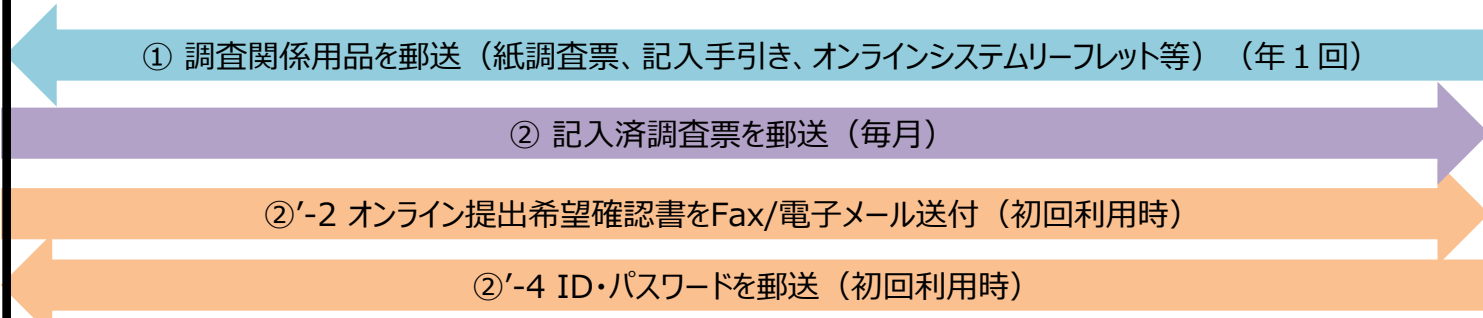 ① 調査関係用品を郵送（紙調査票、記入手引き、オンラインシステムリーフレット等）（年１回）
② 記入済調査票を郵送（毎月）
②’-2 オンライン提出希望確認書をFax/電子メール送付（初回利用時）
②’-4 ID・パスワードを郵送（初回利用時）